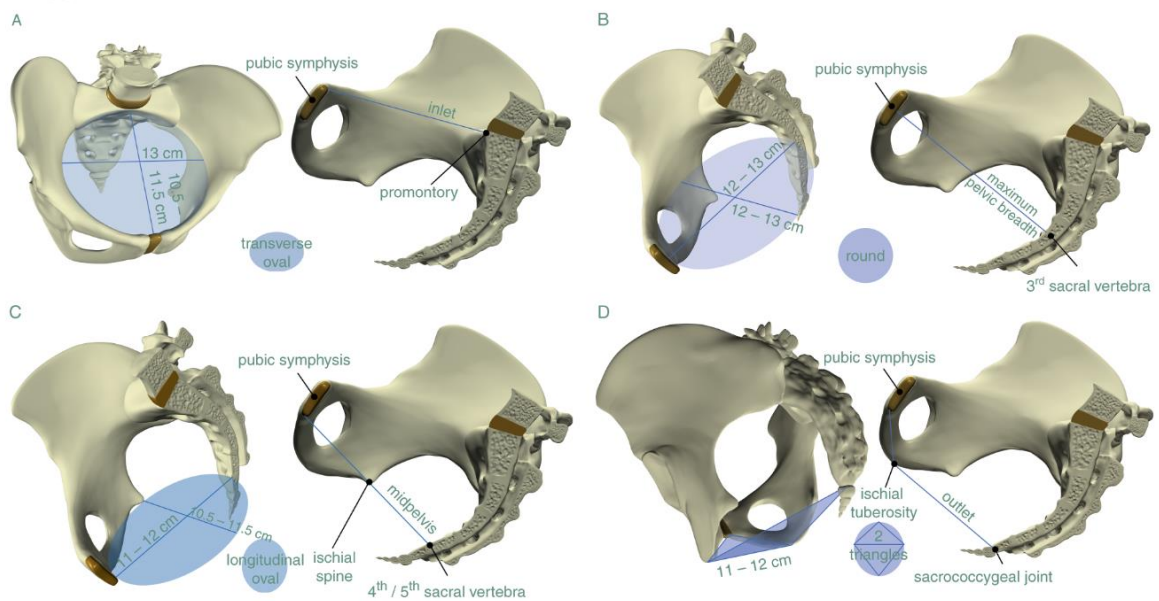 A
pubic symphysis
inlet
promontory
13 cm
10.5
11.5 cm
transverse
oval
B
pubic symphysis
12 – 13 cm
12 – 13 cm
maximum
pelvic breadth
round
3rd sacral vertebra
C
pubic symphysis
11 – 12 cm
10.5 – 11.5 cm
midpelvis
longitudinal
oval
ischial
spine
4th / 5th sacral vertebra
D
pubic symphysis
ischial
tuberosity
outlet
2
triangles
11 – 12 cm
sacrococcygeal joint